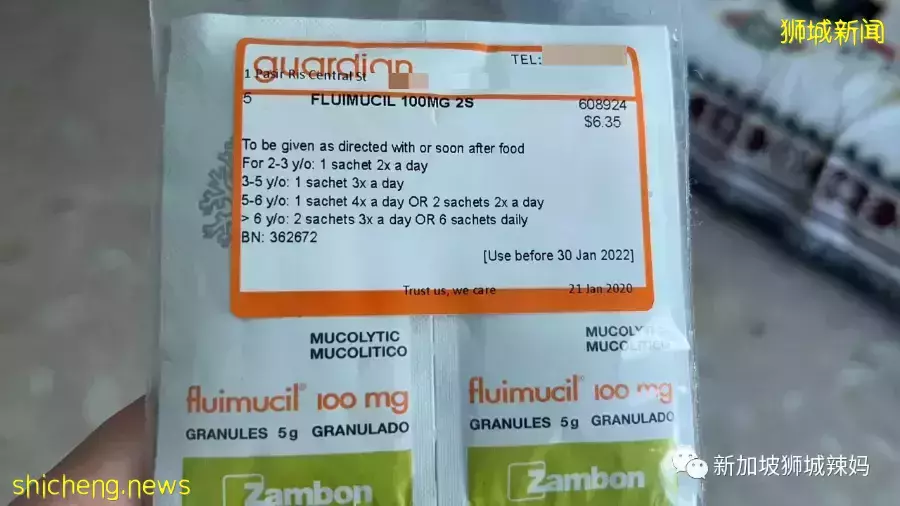 狮城新闻
guardian
TEL:
1 Pasir Ris Central St
5 FLUIMUCIL 100MG 2S 608924
$6.35
To be given as directed with or soon after food
For 2-3 y/o: 1 sachet 2x a day
3-5 y/o: 1 sachet 3x a day
5-6 y/o: 1 sachet 4x a day OR 2 sachets 2x a day
> 6 y/o: 2 sachets 3x a day OR 6 sachets daily
BN: 362672
[Use before 30 Jan 2022]
Trust us, we care 21 Jan 2020
MUCOLYTIC
MUCOLITICO
fluimucil® 100 mg
GRANULES 5g GRANULADO
Zambon
MUCOLYTIC
MUCOLITICO
fluimucil® 100 mg
GRANULES 5g GRANULADO
Zambon
新加坡狮城辣妈
shicheng.news